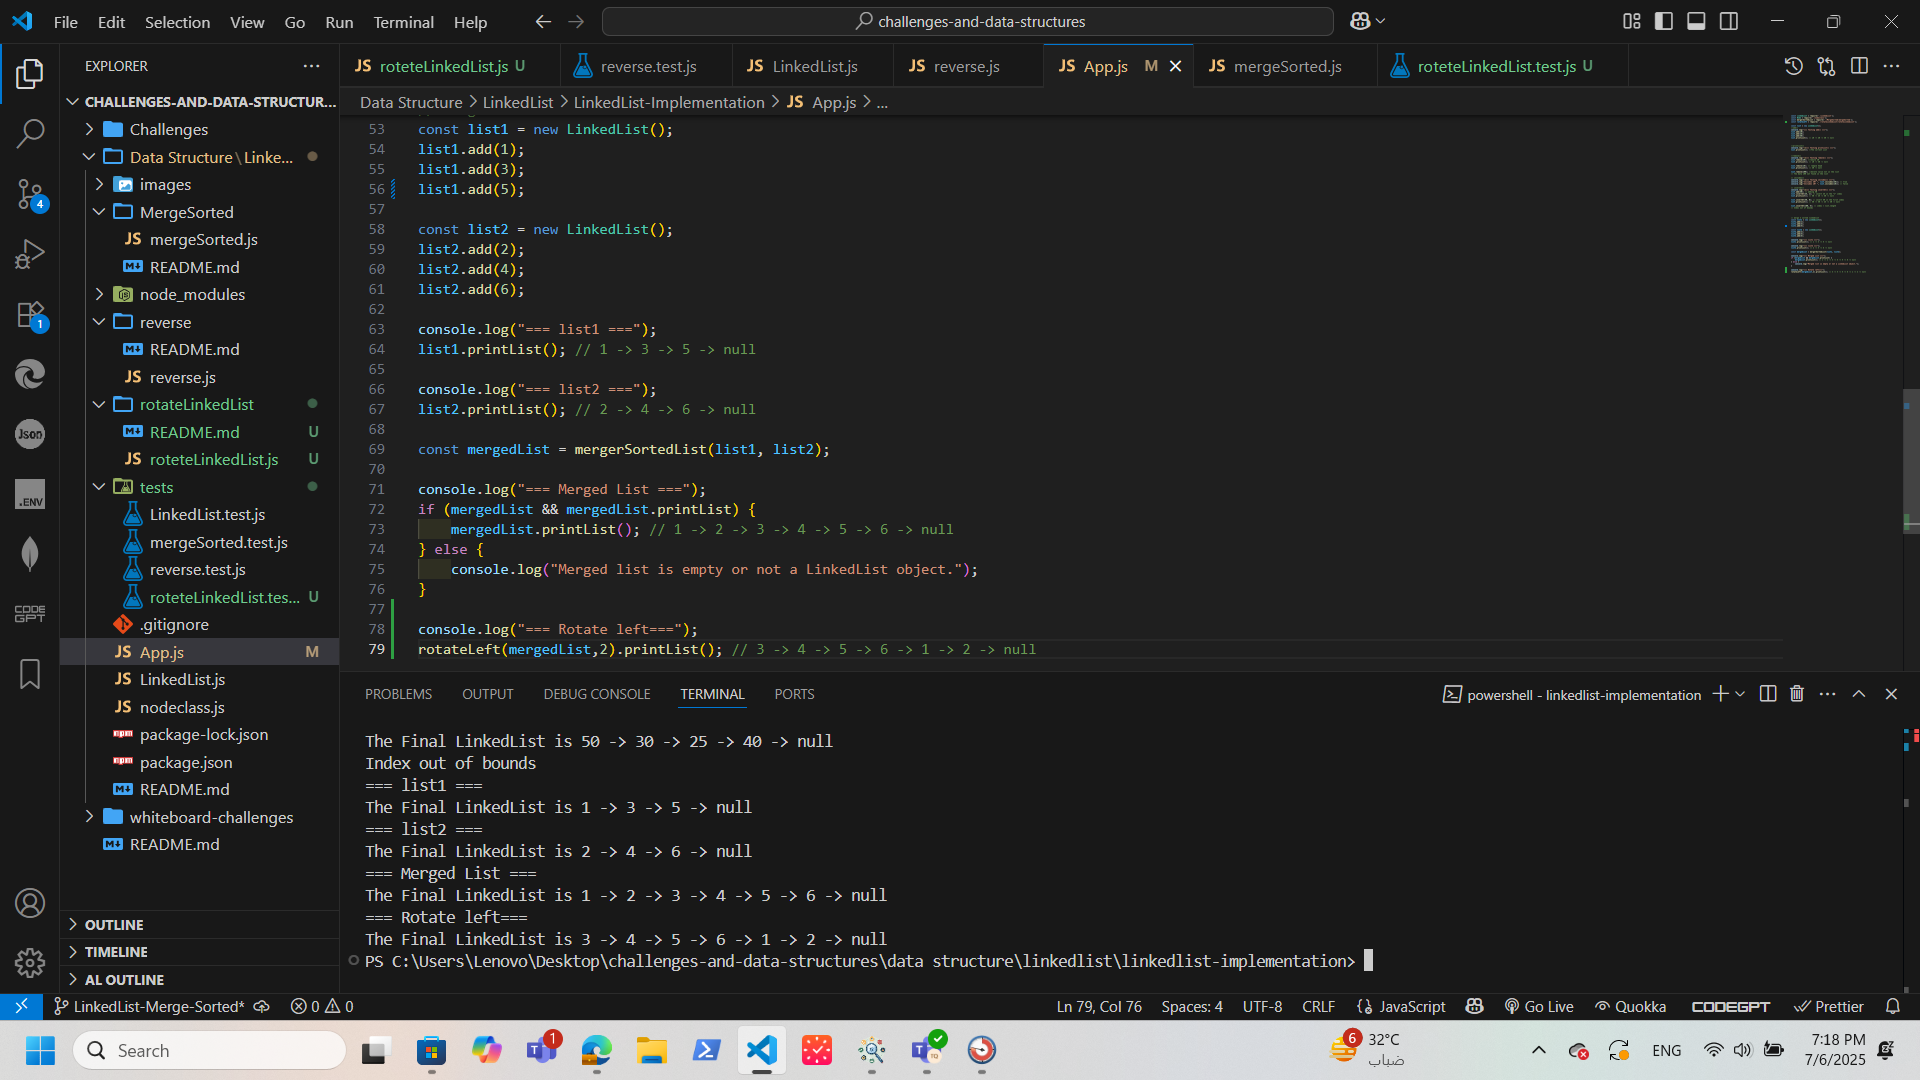 File Edit Selection View Go Run Terminal Help
challenges-and-data-structures
EXPLORER
CHALLENGES-AND-DATA-STRUCTUR...
Challenges
Data Structure\Linke...
images
MergeSorted
JS mergeSorted.js
README.md
node_modules
reverse
README.md
JS reverse.js
rotateLinkedList
README.md U
JS roteteLinkedList.js U
tests
LinkedList.test.js
mergeSorted.test.js
reverse.test.js
roteteLinkedList.tes... U
.gitignore
JS App.js M
JS LinkedList.js
JS nodeclass.js
package-lock.json
package.json
README.md
whiteboard-challenges
README.md
OUTLINE
TIMELINE
AL OUTLINE
4
1
Json
.ENV
CODE GPT
JS roteteLinkedList.js U reverse.test.js JS LinkedList.js JS reverse.js JS App.js M JS mergeSorted.js roteteLinkedList.test.js U
Data Structure > LinkedList > LinkedList-Implementation > JS App.js > ...
53 const list1 = new LinkedList();
54 list1.add(1);
55 list1.add(3);
56 list1.add(5);
57
58 const list2 = new LinkedList();
59 list2.add(2);
60 list2.add(4);
61 list2.add(6);
62
63 console.log("=== list1 ===");
64 list1.printList(); // 1 -> 3 -> 5 -> null
65
66 console.log("=== list2 ===");
67 list2.printList(); // 2 -> 4 -> 6 -> null
68
69 const mergedList = mergerSortedList(list1, list2);
70
71 console.log("=== Merged List ===");
72 if (mergedList && mergedList.printList) {
73 mergedList.printList(); // 1 -> 2 -> 3 -> 4 -> 5 -> 6 -> null
74 } else {
75 console.log("Merged list is empty or not a LinkedList object.");
76 }
77
78 console.log("=== Rotate left===");
79 rotateLeft(mergedList,2).printList(); // 3 -> 4 -> 5 -> 6 -> 1 -> 2 -> null
PROBLEMS OUTPUT DEBUG CONSOLE TERMINAL PORTS
powershell - linkedlist-implementation
The Final LinkedList is 50 -> 30 -> 25 -> 40 -> null
Index out of bounds
=== list1 ===
The Final LinkedList is 1 -> 3 -> 5 -> null
=== list2 ===
The Final LinkedList is 2 -> 4 -> 6 -> null
=== Merged List ===
The Final LinkedList is 1 -> 2 -> 3 -> 4 -> 5 -> 6 -> null
=== Rotate left===
The Final LinkedList is 3 -> 4 -> 5 -> 6 -> 1 -> 2 -> null
PS C:\Users\Lenovo\Desktop\challenges-and-data-structures\data structure\linkedlist\linkedlist-implementation>
LinkedList-Merge-Sorted* 0 0 Ln 79, Col 76 Spaces: 4 UTF-8 CRLF {} JavaScript Go Live Quokka CODEGPT Prettier
Search
1
6
32°C
ضباب
ENG
7:18 PM
7/6/2025